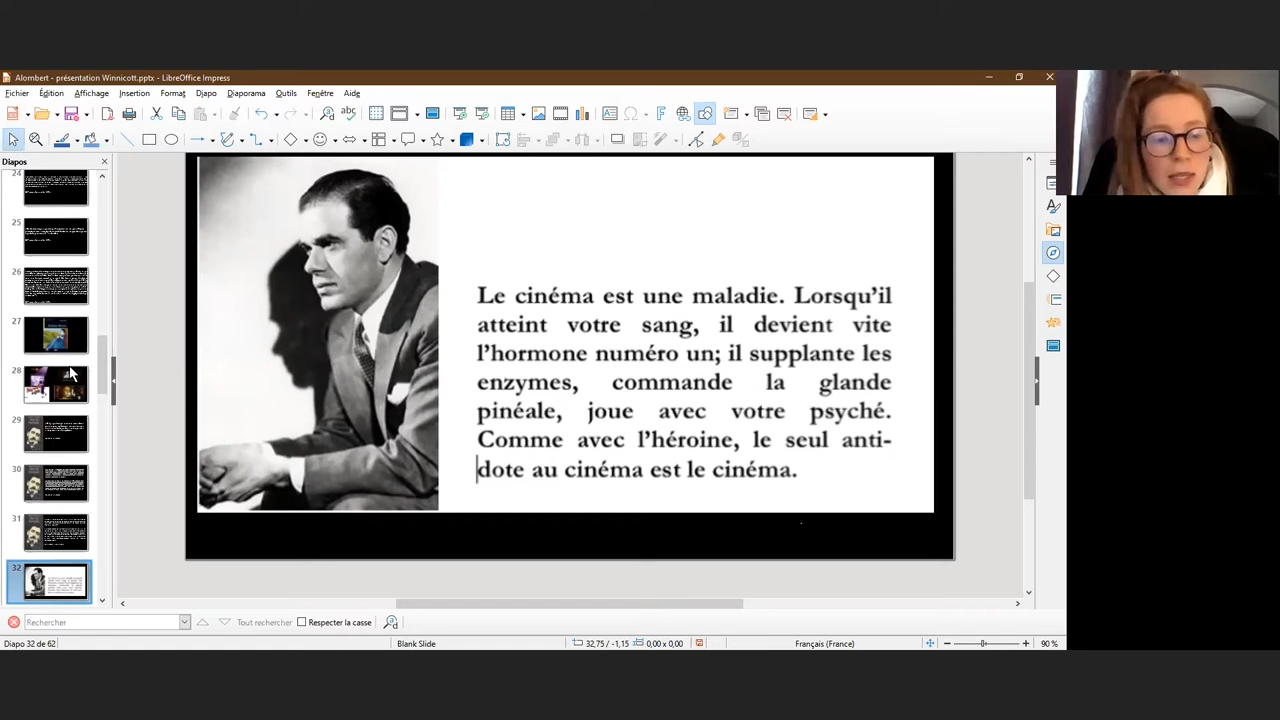 Alombert - présentation Winnicott.pptx - LibreOffice Impress
Fichier Édition Affichage Insertion Format Diapo Diaporama Outils Fenêtre Aide
Diapos
24
25
26
27
28
29
30
31
32
Le cinéma est une maladie. Lorsqu’il
atteint votre sang, il devient vite
l’hormone numéro un; il supplante les
enzymes, commande la glande
pinéale, joue avec votre psyché.
Comme avec l’héroine, le seul anti-
dote au cinéma est le cinéma.
Rechercher Tout rechercher Respecter la casse
Diapo 32 de 62 Blank Slide 32,75 / -1,15 0,00 x 0,00 Français (France) 90 %